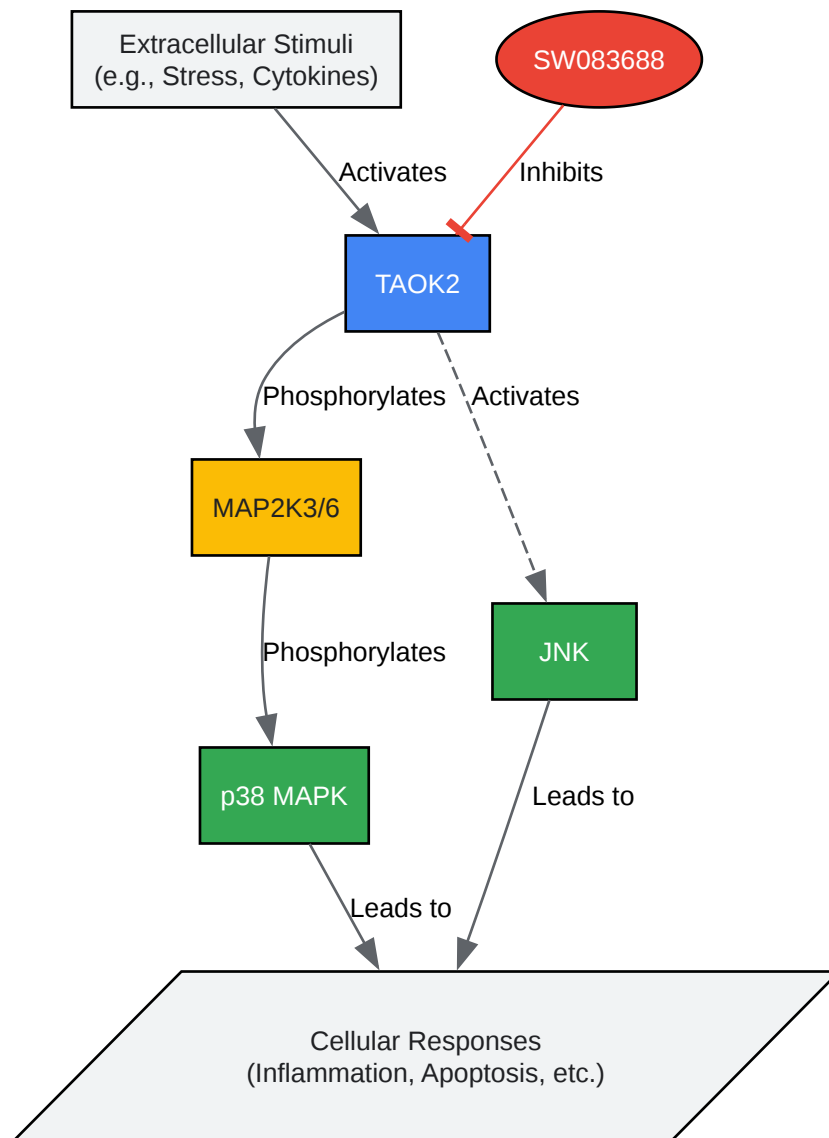 Extracellular Stimuli
(e.g., Stress, Cytokines)
SW083688
Activates
Inhibits
TAOK2
Phosphorylates
Activates
MAP2K3/6
Phosphorylates
JNK
p38 MAPK
Leads to
Leads to
Cellular Responses
(Inflammation, Apoptosis, etc.)